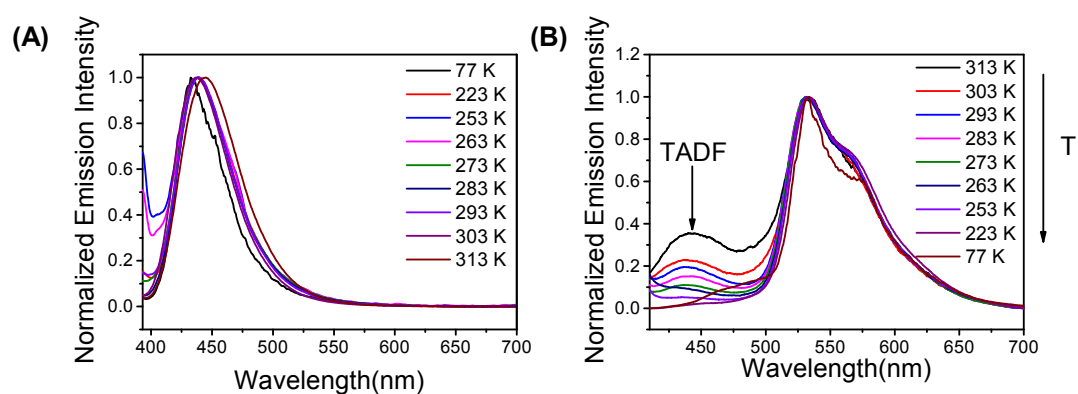 (A)
Normalized Emission Intensity
1.0
0.8
0.6
0.4
0.2
0.0
77 K
223 K
253 K
263 K
273 K
283 K
293 K
303 K
313 K
400 450 500 550 600 650 700
Wavelength(nm)
(B)
Normalized Emission Intensity
1.2
1.0
0.8
0.6
0.4
0.2
0.0
TADF
313 K
303 K
293 K
283 K
273 K
263 K
253 K
223 K
77 K
T
450 500 550 600 650 700
Wavelength(nm)